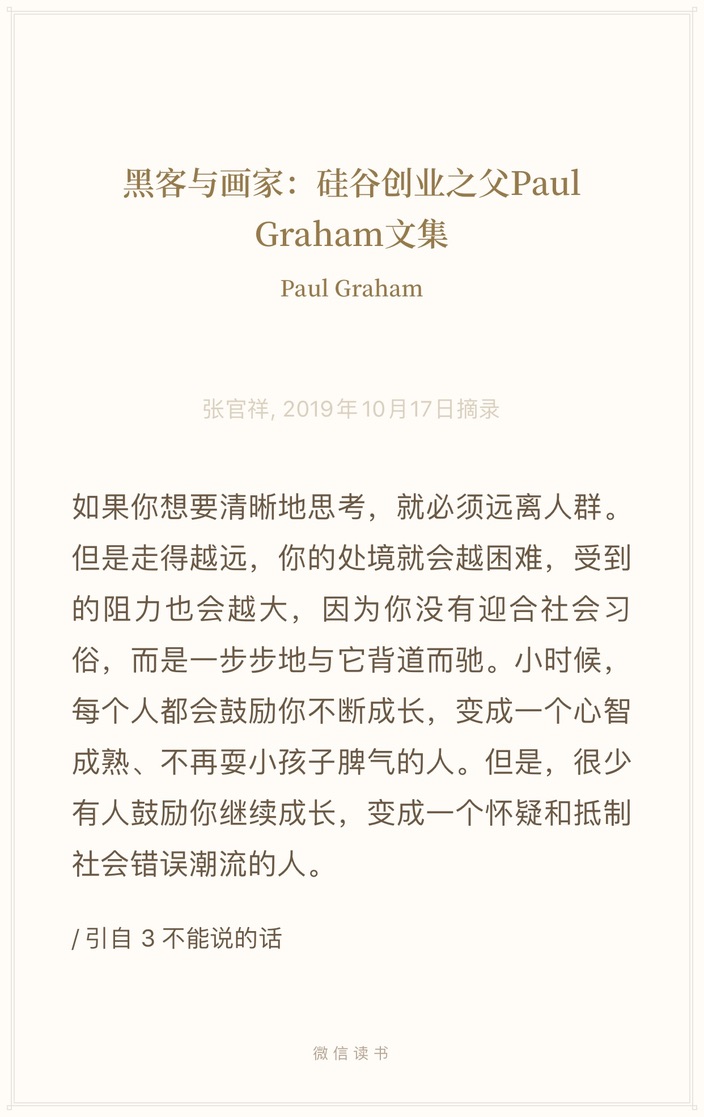 黑客与画家：硅谷创业之父Paul
Graham文集
Paul Graham
张官祥, 2019年10月17日摘录
如果你想要清晰地思考，就必须远离人群。
但是走得越远，你的处境就会越困难，受到
的阻力也会越大，因为你没有迎合社会习
俗，而是一步步地与它背道而驰。小时候，
每个人都会鼓励你不断成长，变成一个心智
成熟、不再耍小孩子脾气的人。但是，很少
有人鼓励你继续成长，变成一个怀疑和抵制
社会错误潮流的人。
/ 引自 3 不能说的话
微信读书